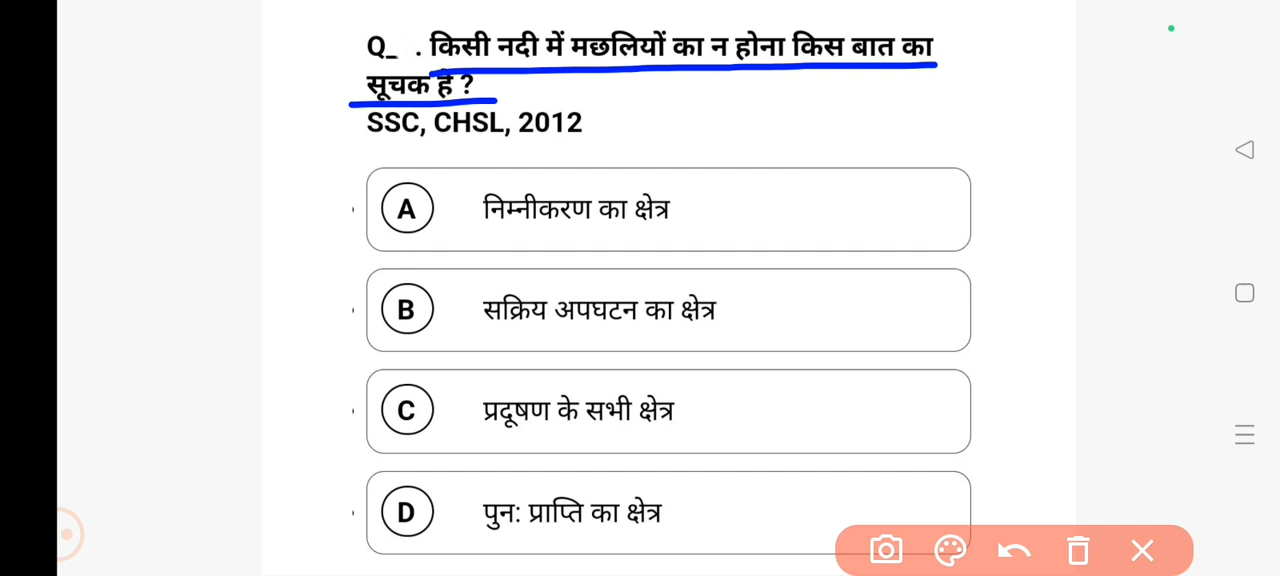 Q_ . किसी नदी में मछलियों का न होना किस बात का
सूचक है ?
SSC, CHSL, 2012
A निम्नीकरण का क्षेत्र
B सक्रिय अपघटन का क्षेत्र
C प्रदूषण के सभी क्षेत्र
D पुन: प्राप्ति का क्षेत्र